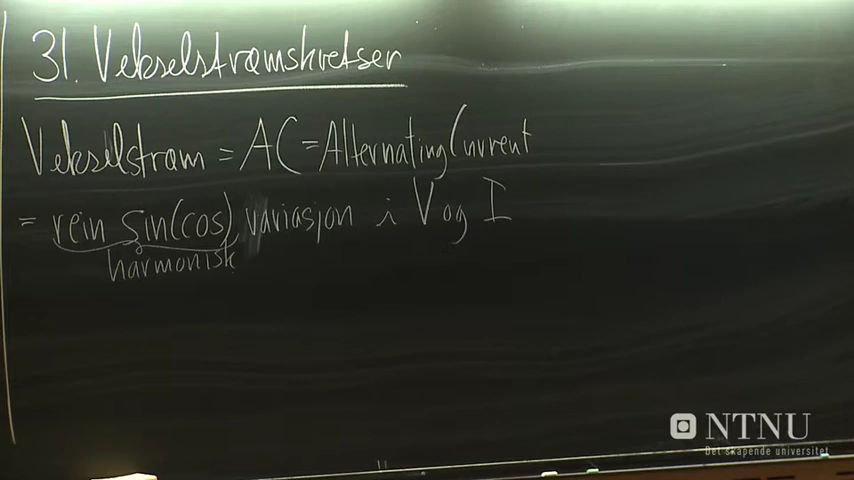 31. Vekselstrømskretser
Vekselstrøm = AC = Alternating Current
= rein sin(cos) variasjon i V og I
harmonisk
NTNU
Det skapende universitet